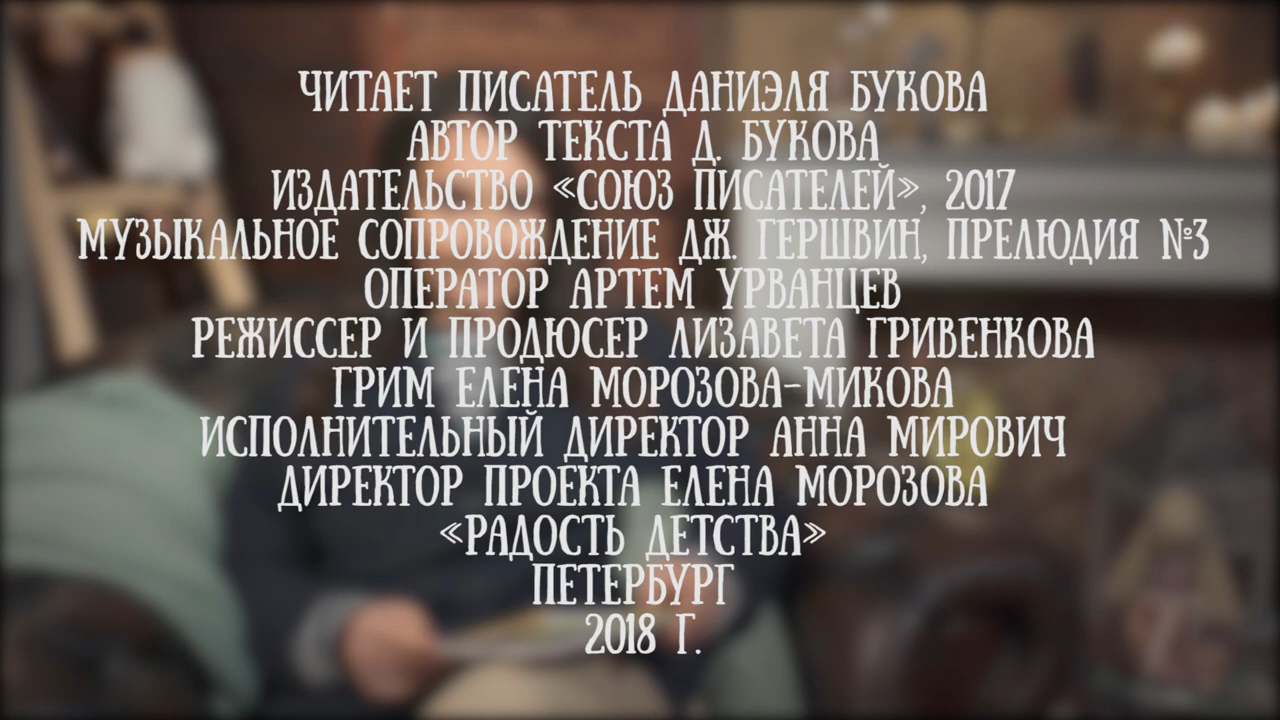 ЧИТАЕТ ПИСАТЕЛЬ ДАНИЭЛЯ БУКОВА
АВТОР ТЕКСТА Д. БУКОВА
ИЗДАТЕЛЬСТВО «СОЮЗ ПИСАТЕЛЕЙ», 2017
МУЗЫКАЛЬНОЕ СОПРОВОЖДЕНИЕ ДЖ. ГЕРШВИН, ПРЕЛЮДИЯ №3
ОПЕРАТОР АРТЕМ УРВАНЦЕВ
РЕЖИССЕР И ПРОДЮСЕР ЛИЗАВЕТА ГРИВЕНКОВА
ГРИМ ЕЛЕНА МОРОЗОВА-МИКОВА
ИСПОЛНИТЕЛЬНЫЙ ДИРЕКТОР АННА МИРОВИЧ
ДИРЕКТОР ПРОЕКТА ЕЛЕНА МОРОЗОВА
«РАДОСТЬ ДЕТСТВА»
ПЕТЕРБУРГ
2018 Г.